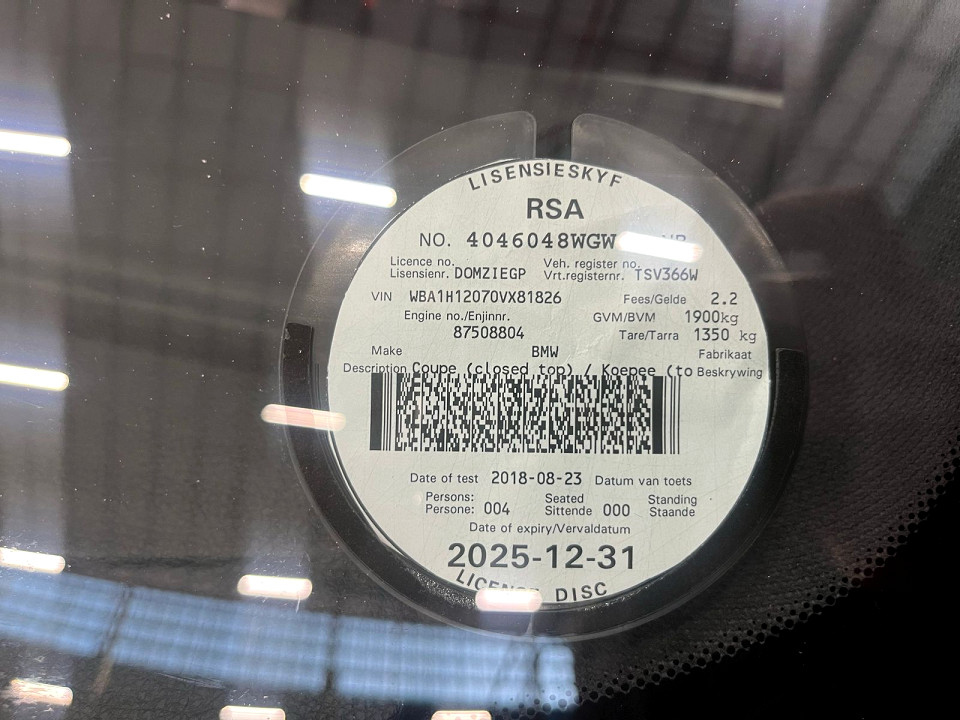 LISENSIESKYF
RSA
NO. 4046048WGW
Licence no. Veh. register no.
Lisensienr. DOMZIEGP Vrt.registernr. TSV366W
VIN WBA1H12070VX81826 Fees/Gelde 2.2
Engine no./Enjinnr. GVM/BVM 1900kg
87508804 Tare/Tarra 1350 kg
Make BMW Fabrikaat
Description Coupe (closed top) / Koepee (to Beskrywing
Date of test 2018-08-23 Datum van toets
Persons: Seated Standing
Persone: 004 Sittende 000 Staande
Date of expiry/Vervaldatum
2025-12-31
LICENCE DISC